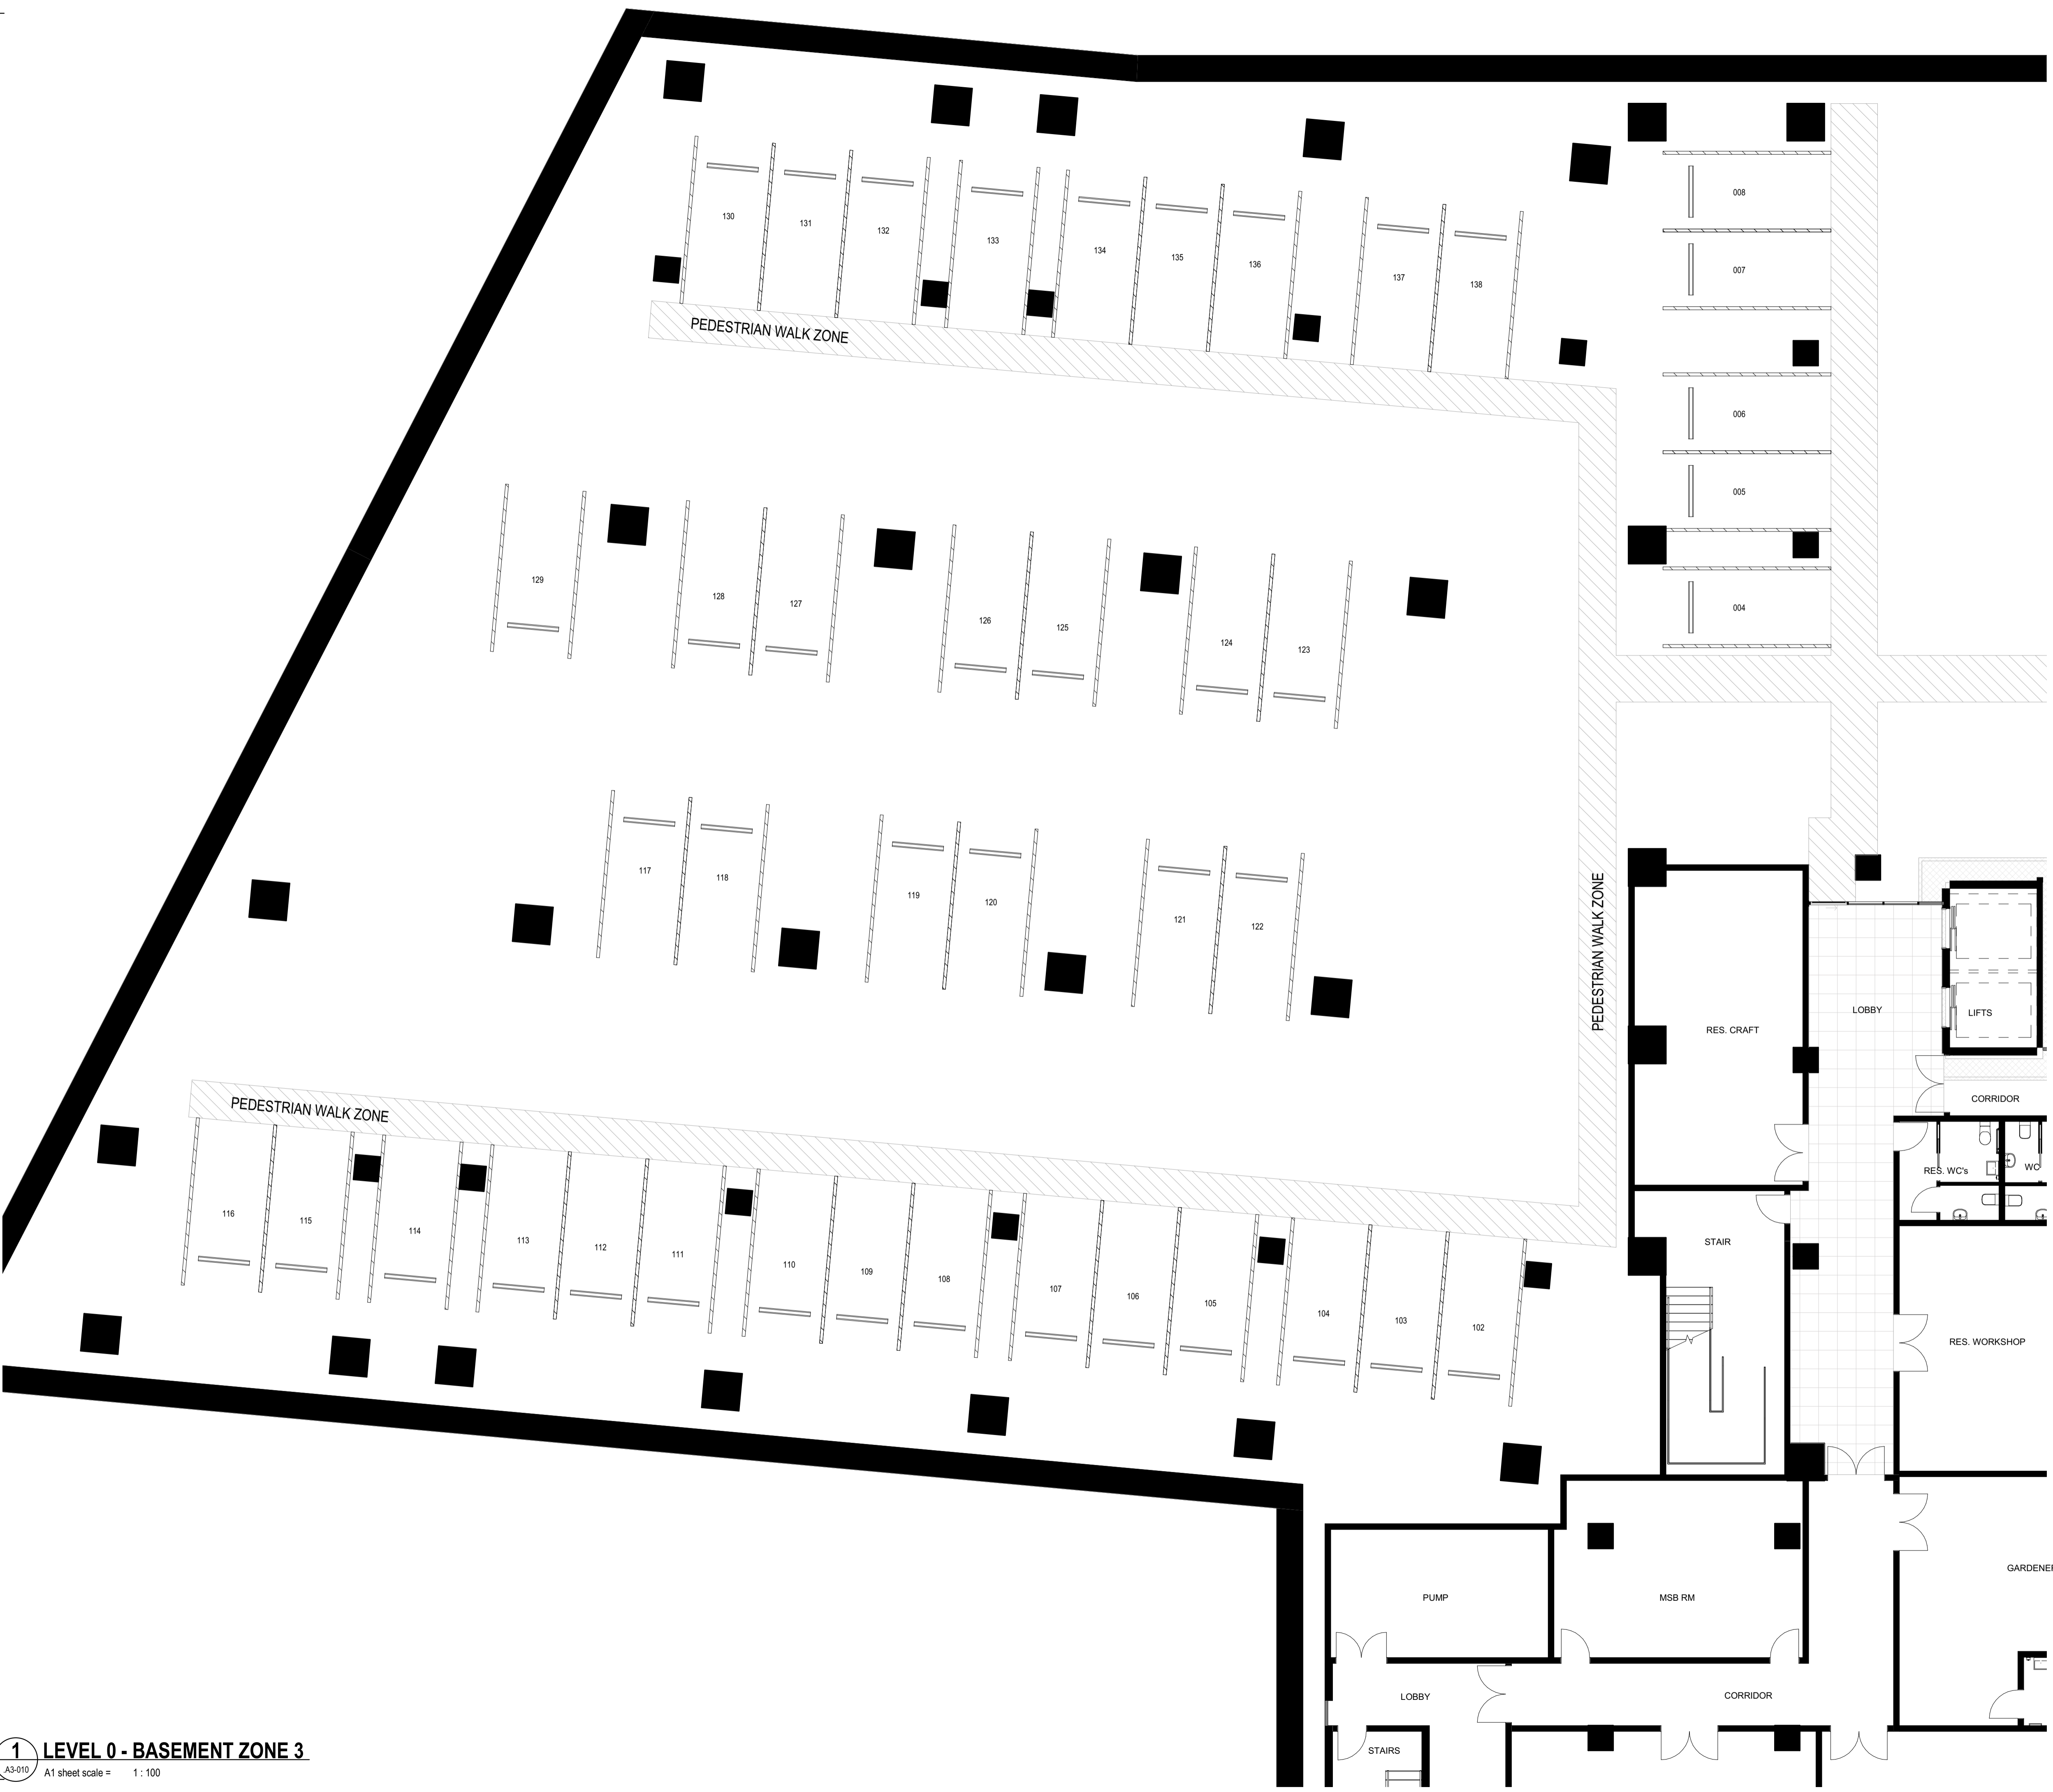 130
131
132
133
134
135
136
137
138
PEDESTRIAN WALK ZONE
008
007
006
005
004
129
128
127
126
125
124
123
117
118
119
120
121
122
PEDESTRIAN WALK ZONE
PEDESTRIAN WALK ZONE
116
115
114
113
112
111
110
109
108
107
106
105
104
103
102
RES. CRAFT
LOBBY
LIFTS
CORRIDOR
RES. WC's
WC
STAIR
RES. WORKSHOP
GARDENER
PUMP
MSB RM
LOBBY
CORRIDOR
STAIRS
1
A3-010
LEVEL 0 - BASEMENT ZONE 3
A1 sheet scale = 1 : 100